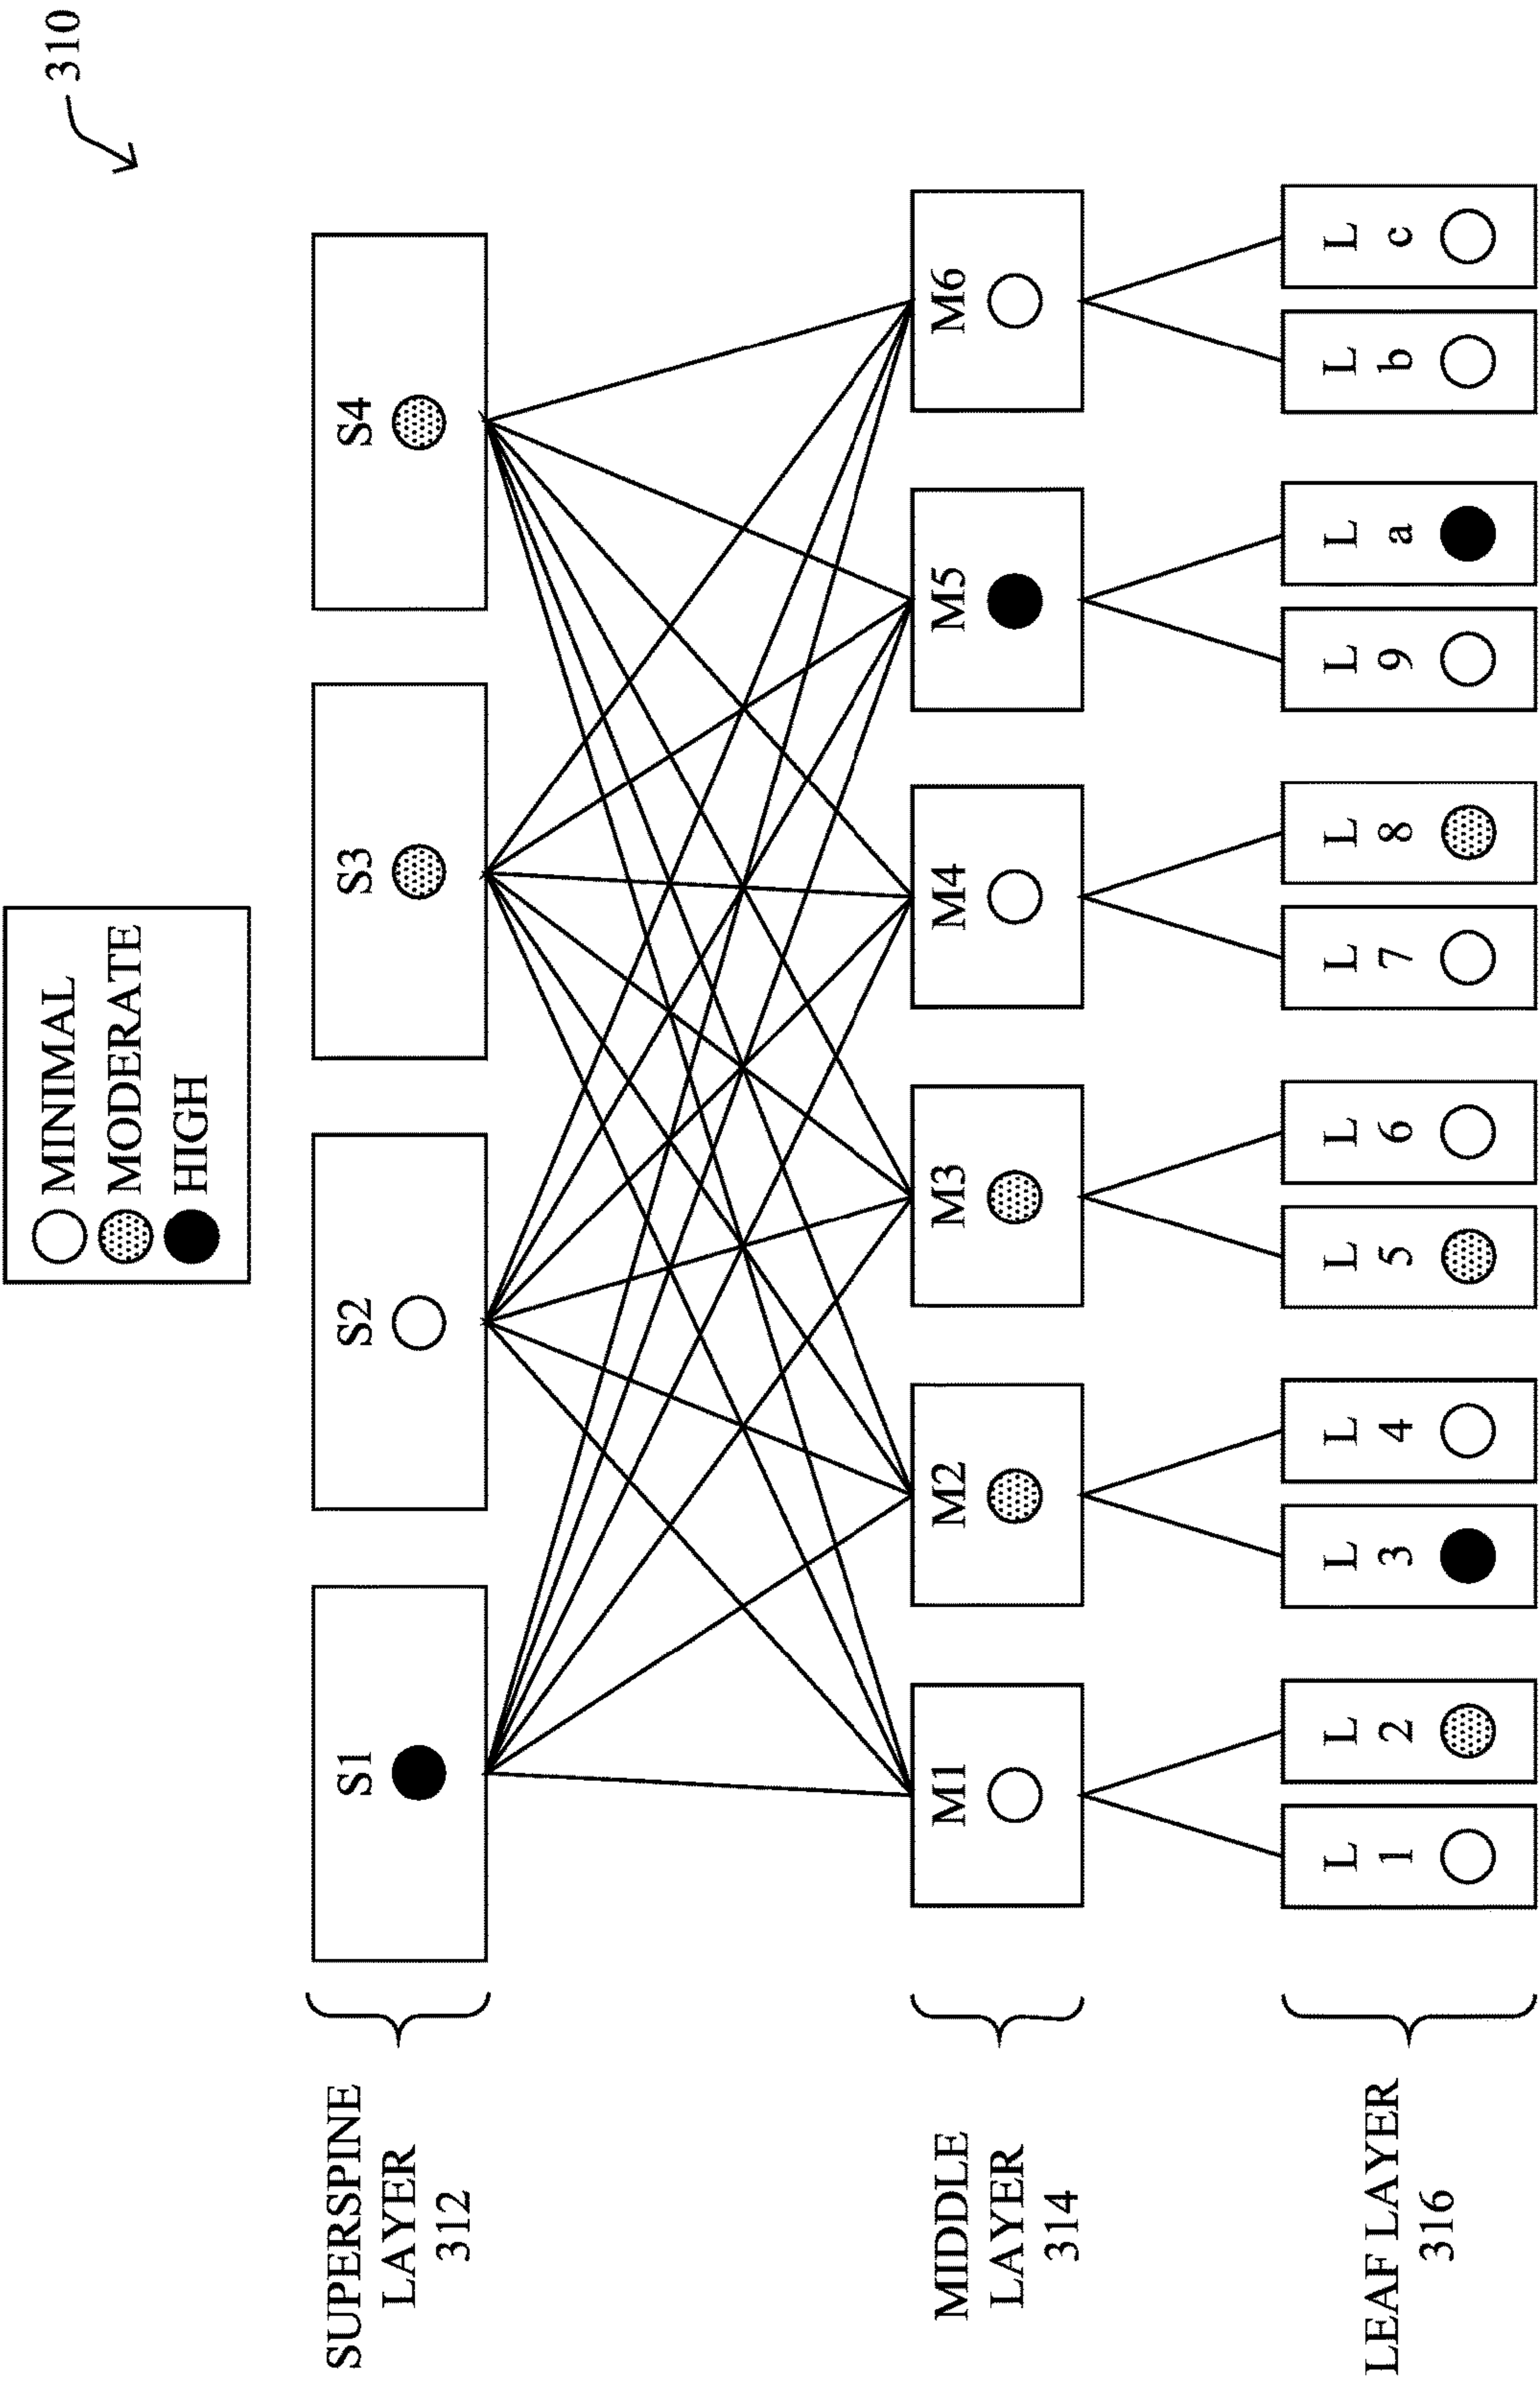 310
MINIMAL
MODERATE
HIGH
SUPERSPINE
LAYER
312
S1
S2
S3
S4
MIDDLE
LAYER
314
M1
M2
M3
M4
M5
M6
LEAF LAYER
316
L
1
L
2
L
3
L
4
L
5
L
6
L
7
L
8
L
9
L
a
L
b
L
c